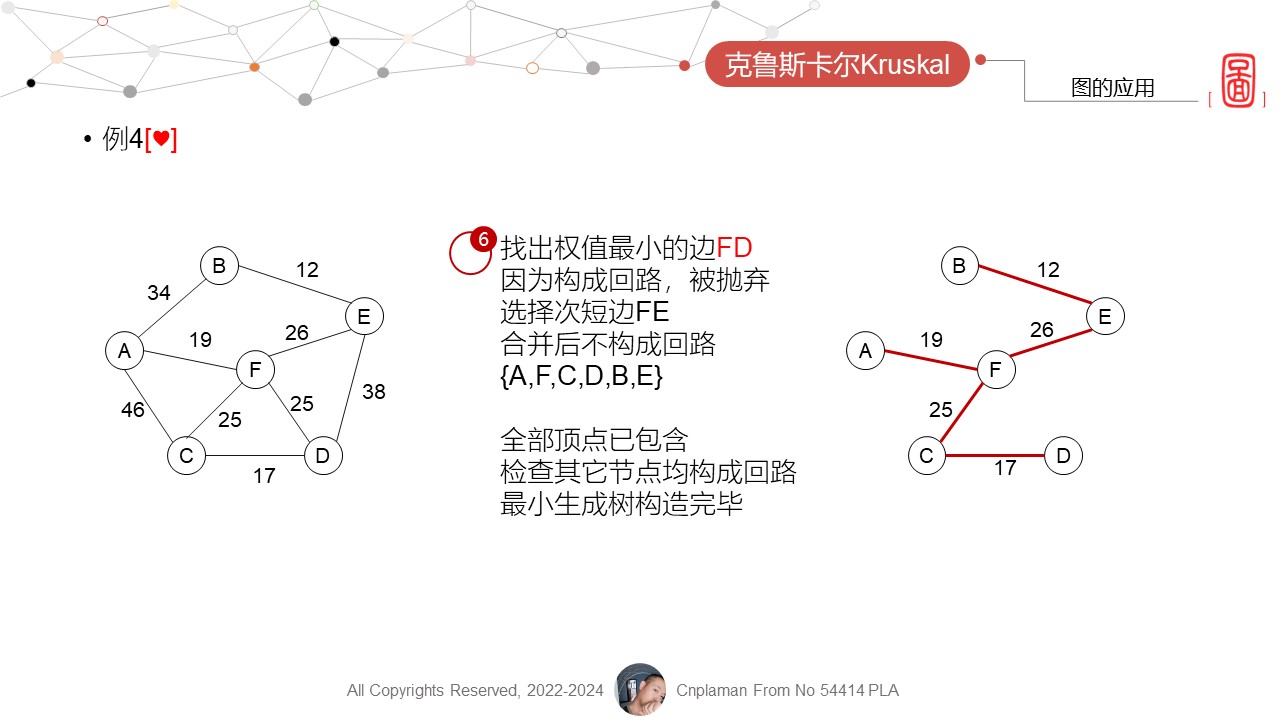 克鲁斯卡尔Kruskal
图的应用
[圖]
• 例4[♥]
6
找出权值最小的边FD
因为构成回路，被抛弃
选择次短边FE
合并后不构成回路
{A,F,C,D,B,E}
全部顶点已包含
检查其它节点均构成回路
最小生成树构造完毕
B
12
34
E
19
26
A
F
38
46
25
25
C
D
17
B
12
E
19
26
A
F
25
C
D
17
All Copyrights Reserved, 2022-2024
Cnplaman From No 54414 PLA